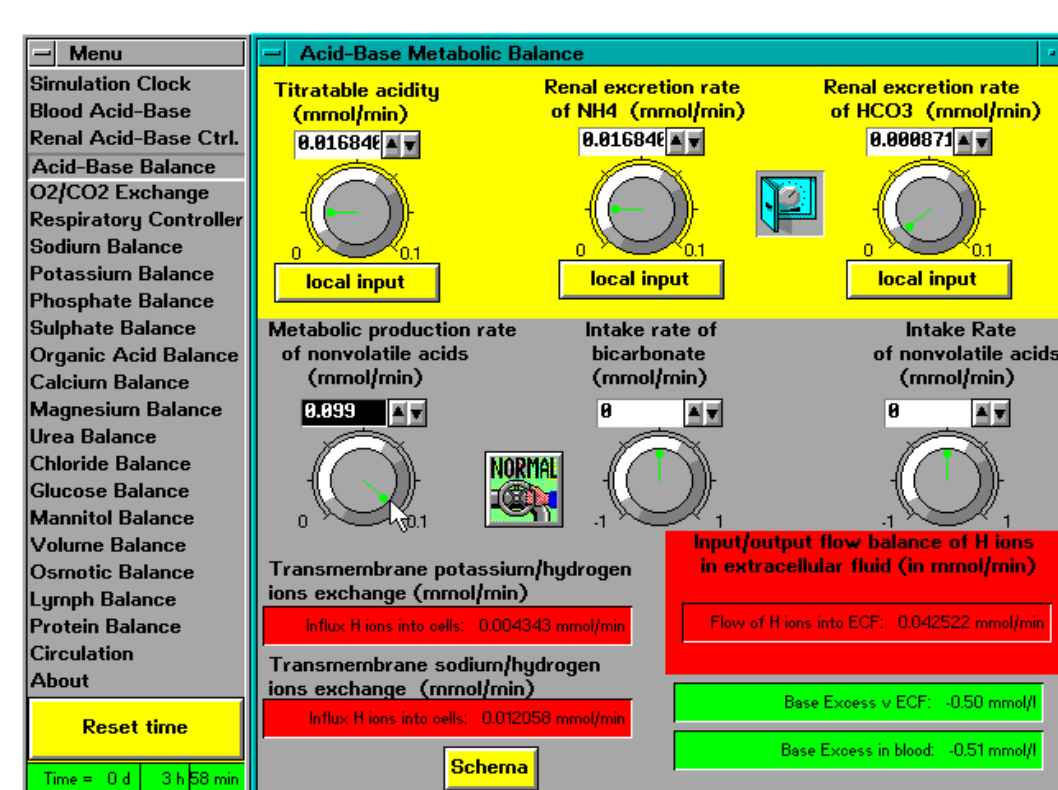 Menu
Simulation Clock
Blood Acid-Base
Renal Acid-Base Ctrl.
Acid-Base Balance
O2/CO2 Exchange
Respiratory Controller
Sodium Balance
Potassium Balance
Phosphate Balance
Sulphate Balance
Organic Acid Balance
Calcium Balance
Magnesium Balance
Urea Balance
Chloride Balance
Glucose Balance
Mannitol Balance
Volume Balance
Osmotic Balance
Lymph Balance
Protein Balance
Circulation
About
Reset time
Time = 0 d 3 h 58 min
Acid-Base Metabolic Balance
Titratable acidity
(mmol/min)
0.016846
0 0.1
local input
Renal excretion rate
of NH4 (mmol/min)
0.016846
0 0.1
local input
Renal excretion rate
of HCO3 (mmol/min)
0.000871
0 0.1
local input
Metabolic production rate
of nonvolatile acids
(mmol/min)
0.099
0 0.1
NORMAL
Intake rate of
bicarbonate
(mmol/min)
0
-1 1
Intake Rate
of nonvolatile acids
(mmol/min)
0
-1 1
Transmembrane potassium/hydrogen
ions exchange (mmol/min)
Influx H ions into cells: 0.004343 mmol/min
Transmembrane sodium/hydrogen
ions exchange (mmol/min)
Influx H ions into cells: 0.012058 mmol/min
Schema
Input/output flow balance of H ions
in extracellular fluid (in mmol/min)
Flow of H ions into ECF: 0.042522 mmol/min
Base Excess v ECF: -0.50 mmol/l
Base Excess in blood: -0.51 mmol/l